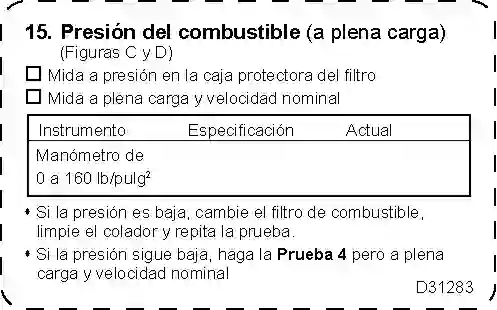 15. Presión del combustible (a plena carga)
(Figuras C y D)
Mida a presión en la caja protectora del filtro
Mida a plena carga y velocidad nominal
Instrumento Especificación Actual
Manómetro de
0 a 160 lb/pulg²
• Si la presión es baja, cambie el filtro de combustible,
limpie el colador y repita la prueba.
• Si la presión sigue baja, haga la Prueba 4 pero a plena
carga y velocidad nominal
D31283